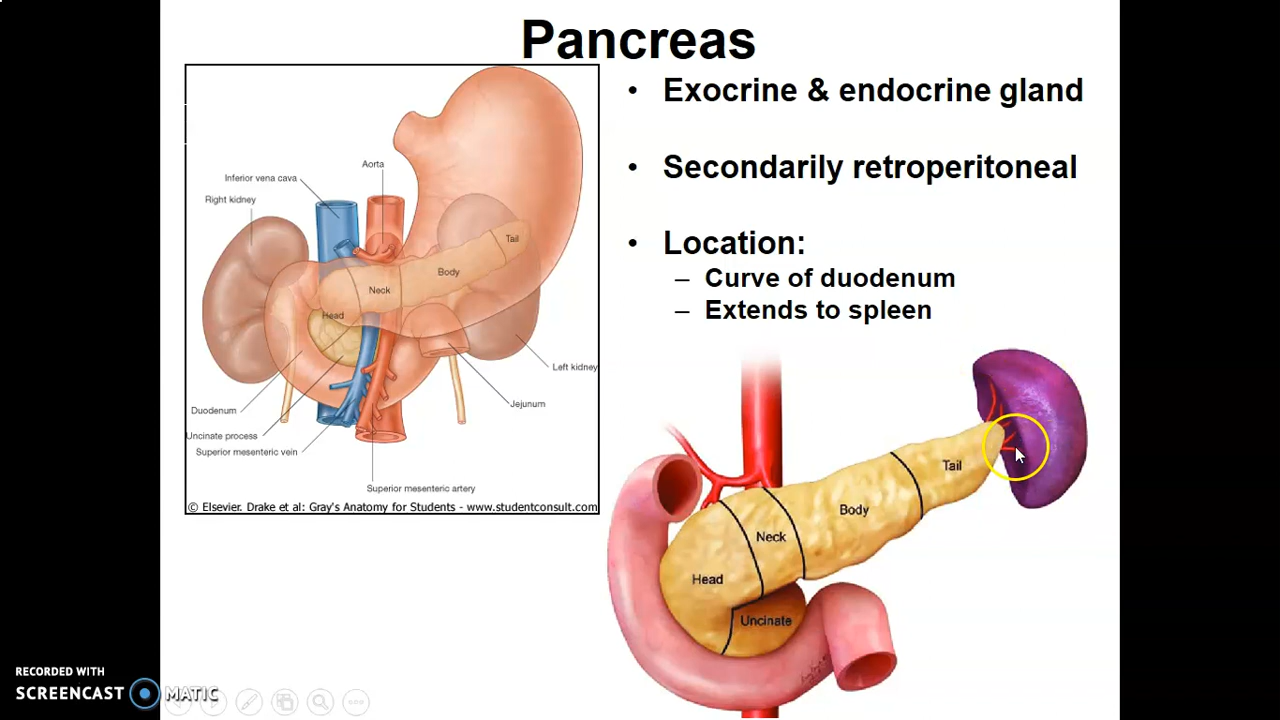 Pancreas
Aorta
Inferior vena cava
Right kidney
Tail
Body
Neck
Head
Left kidney
Duodenum
Jejunum
Uncinate process
Superior mesenteric vein
Superior mesenteric artery
© Elsevier. Drake et al: Gray's Anatomy for Students - www.studentconsult.com
• Exocrine & endocrine gland
• Secondarily retroperitoneal
• Location:
– Curve of duodenum
– Extends to spleen
Tail
Body
Neck
Head
Uncinate
RECORDED WITH
SCREENCAST MATIC